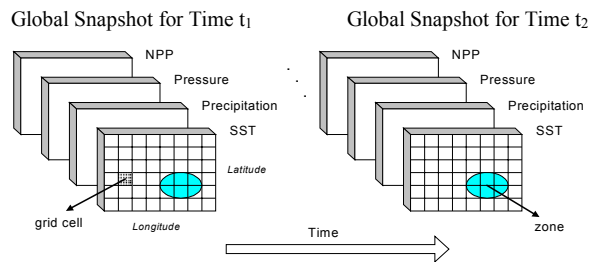 Global Snapshot for Time t1
Global Snapshot for Time t2
NPP
Pressure
Precipitation
SST
Latitude
grid cell
Longitude
NPP
Pressure
Precipitation
SST
zone
Time